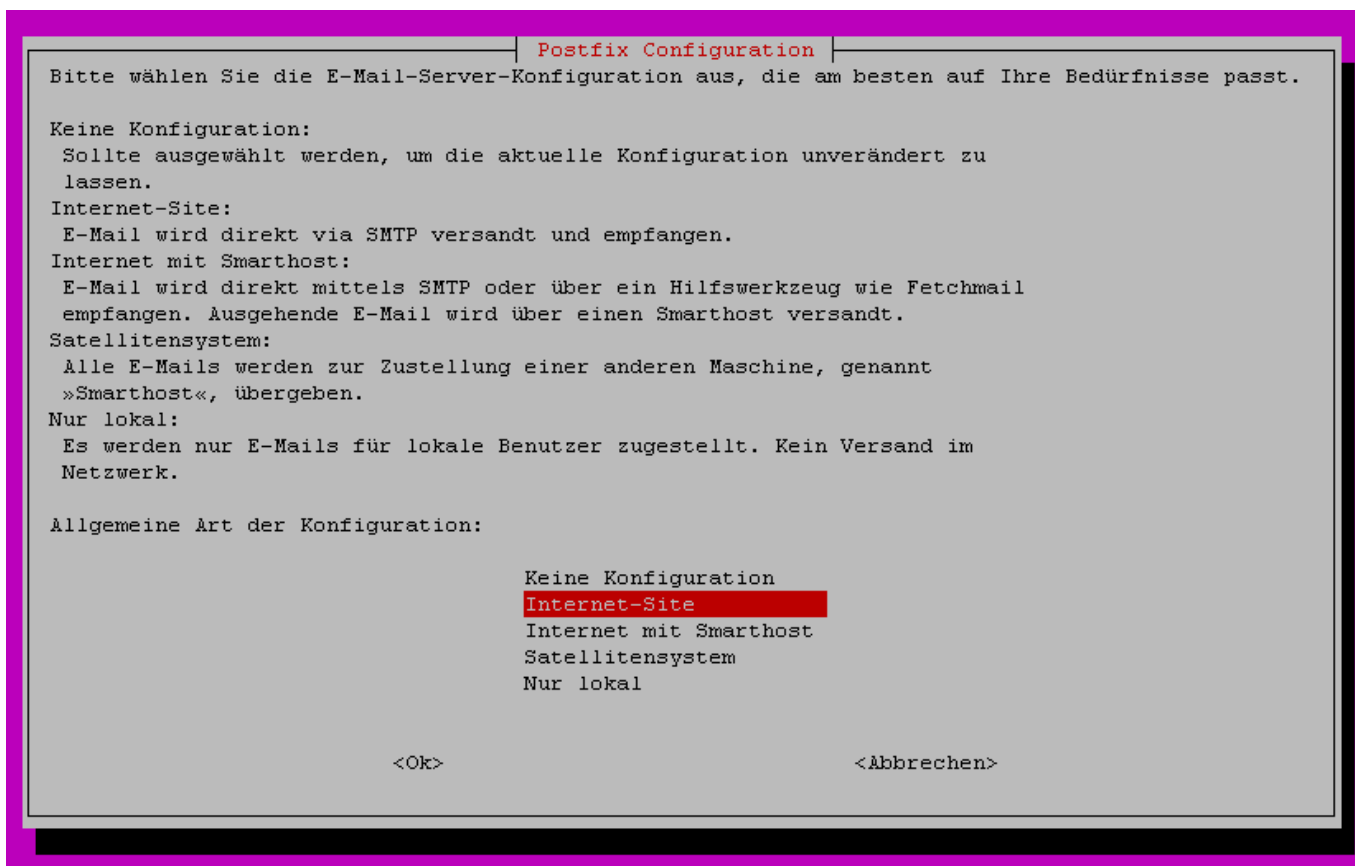 Postfix Configuration
Bitte wählen Sie die E-Mail-Server-Konfiguration aus, die am besten auf Ihre Bedürfnisse passt.
Keine Konfiguration:
Sollte ausgewählt werden, um die aktuelle Konfiguration unverändert zu
lassen.
Internet-Site:
E-Mail wird direkt via SMTP versandt und empfangen.
Internet mit Smarthost:
E-Mail wird direkt mittels SMTP oder über ein Hilfswerkzeug wie Fetchmail
empfangen. Ausgehende E-Mail wird über einen Smarthost versandt.
Satellitensystem:
Alle E-Mails werden zur Zustellung einer anderen Maschine, genannt
»Smarthost«, übergeben.
Nur lokal:
Es werden nur E-Mails für lokale Benutzer zugestellt. Kein Versand im
Netzwerk.
Allgemeine Art der Konfiguration:
Keine Konfiguration
Internet-Site
Internet mit Smarthost
Satellitensystem
Nur lokal
<Ok> <Abbrechen>